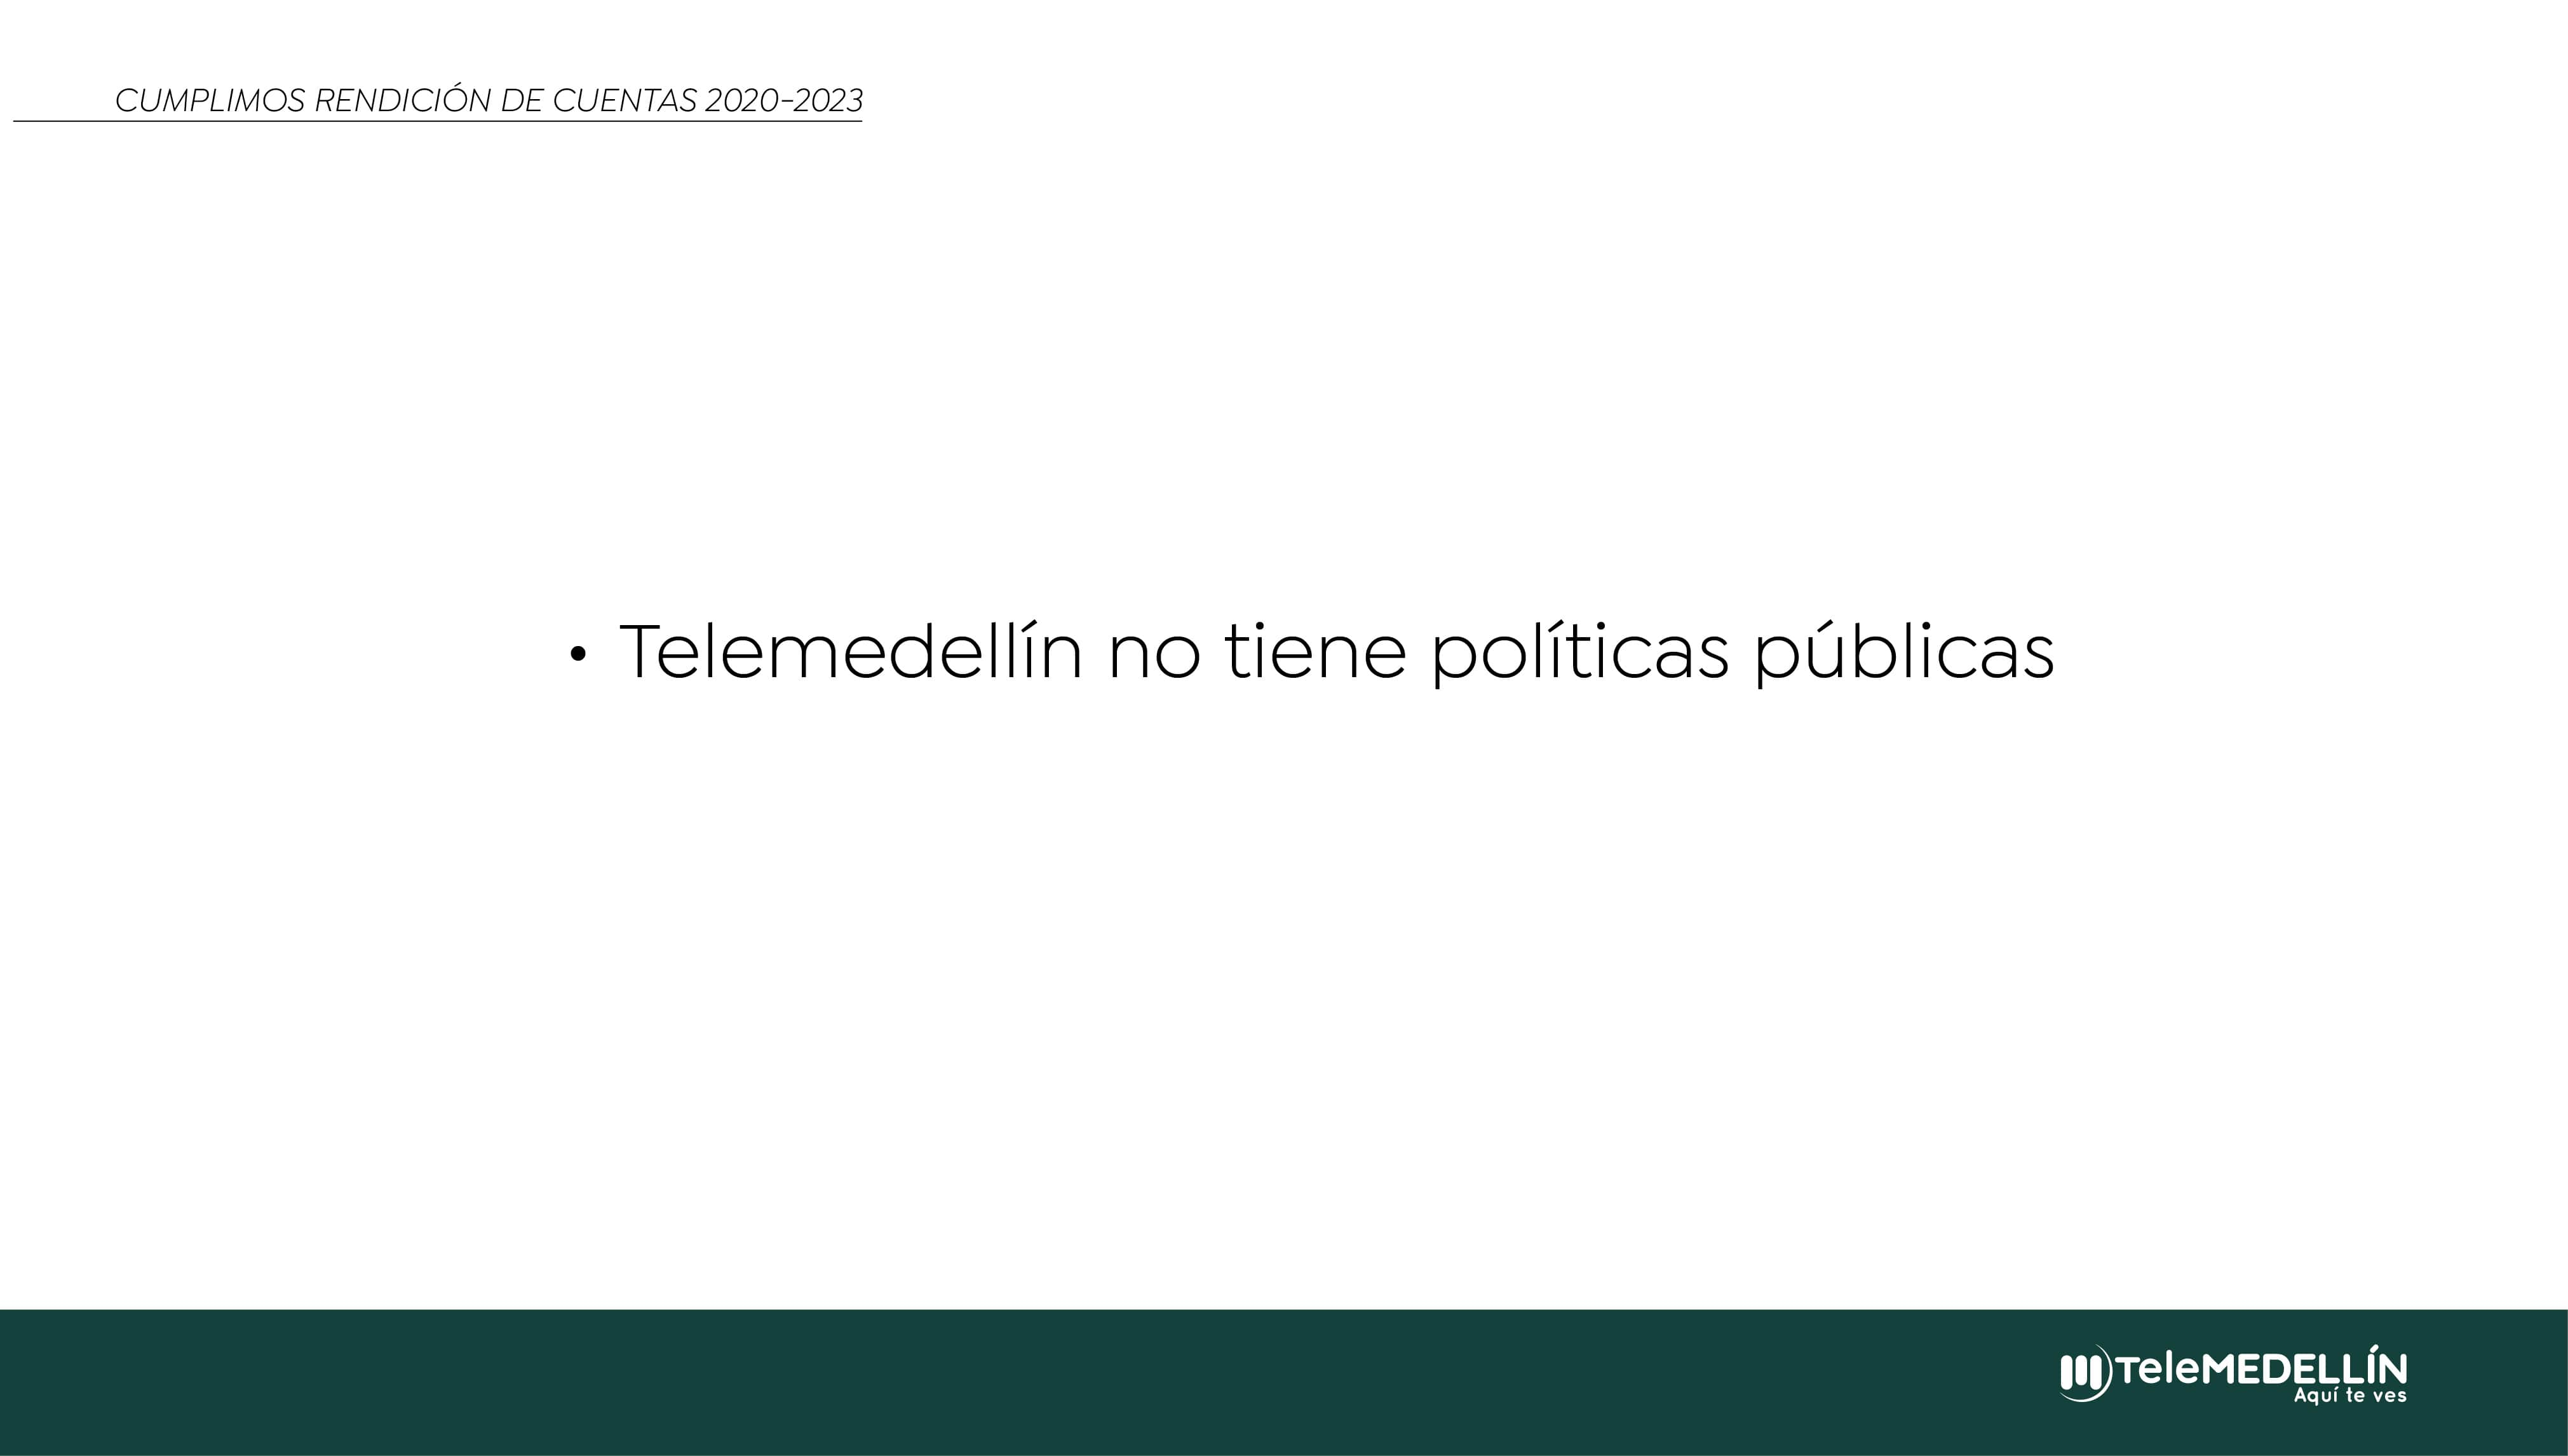 CUMPLIMOS RENDICIÓN DE CUENTAS 2020-2023
• Telemedellín no tiene políticas públicas
TeleMEDELLÍN
Aquí te ves